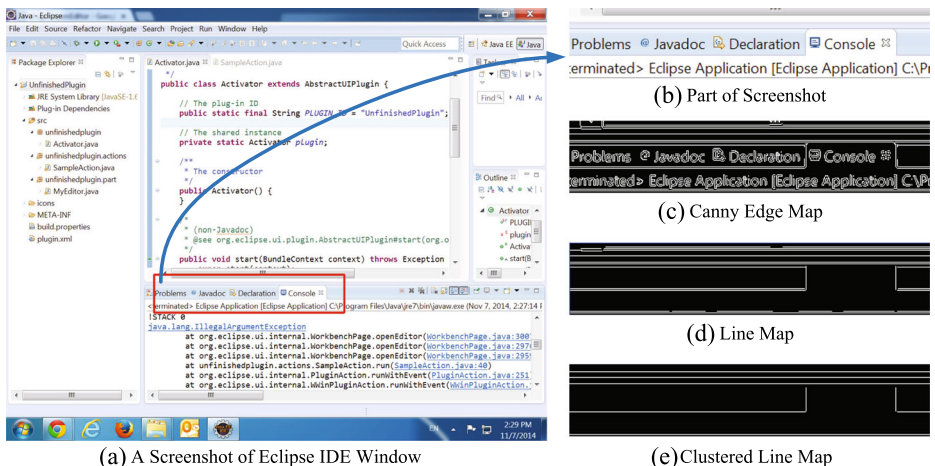 Java - Eclipse
File Edit Source Refactor Navigate Search Project Run Window Help
Quick Access
Java EE
Java
Package Explorer
UnfinishedPlugin
JRE System Library [JavaSE-1.6
Plug-in Dependencies
src
unfinishedplugin
Activator.java
unfinishedplugin.actions
SampleAction.java
unfinishedplugin.part
MyEditor.java
icons
META-INF
build.properties
plugin.xml
Activator.java
SampleAction.java
*/
public class Activator extends AbstractUIPlugin {
// The plug-in ID
public static final String PLUGIN_ID = "UnfinishedPlugin";
// The shared instance
private static Activator plugin;
/**
* The constructor
*/
public Activator() {
}
/*
* (non-Javadoc)
* @see org.eclipse.ui.plugin.AbstractUIPlugin#start(org.o
*/
public void start(BundleContext context) throws Exception
Find
All
Outline
Activator
PLUGII
plugin
Activa
start(B
Problems @ Javadoc Declaration Console
<terminated> Eclipse Application [Eclipse Application] C:\Program Files\Java\jre7\bin\javaw.exe (Nov 7, 2014, 2:27:14 F
!STACK 0
java.lang.IllegalArgumentException
at org.eclipse.ui.internal.WorkbenchPage.openEditor(WorkbenchPage.java:300
at org.eclipse.ui.internal.WorkbenchPage.openEditor(WorkbenchPage.java:297
at org.eclipse.ui.internal.WorkbenchPage.openEditor(WorkbenchPage.java:295
at unfinishedplugin.actions.SampleAction.run(SampleAction.java:40)
at org.eclipse.ui.internal.PluginAction.runWithEvent(PluginAction.java:251
at org.eclipse.ui.internal.WWinPluginAction.runWithEvent(WWinPluginAction.
EN
2:29 PM
11/7/2014
(a) A Screenshot of Eclipse IDE Window
Problems @ Javadoc Declaration Console
terminated> Eclipse Application [Eclipse Application] C:\P
(b) Part of Screenshot
Problems @ Javadoc Declaration Console
terminated> Eclipse Application [Eclipse Application] C:\P
(c) Canny Edge Map
(d) Line Map
(e) Clustered Line Map